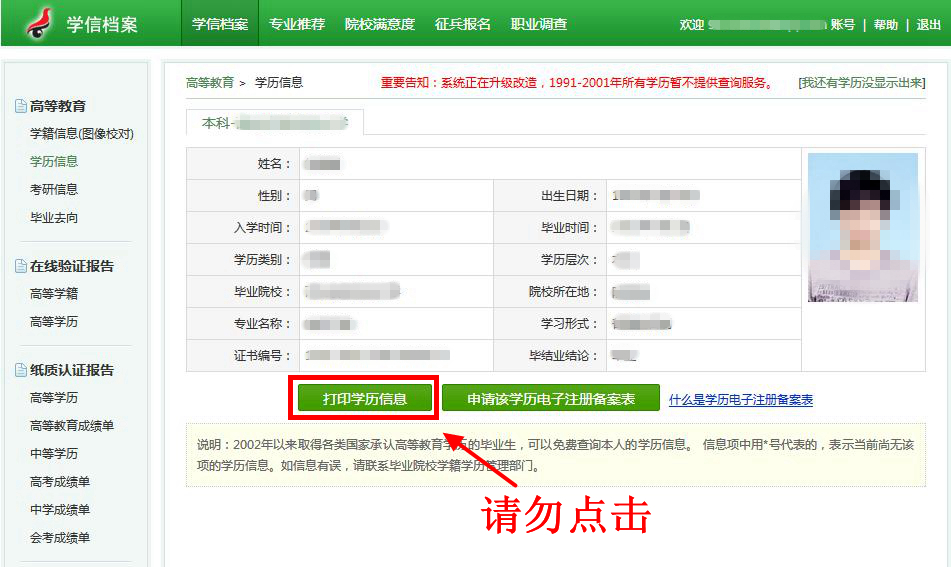 学信档案 学信档案 专业推荐 院校满意度 征兵报名 职业调查 欢迎 账号 | 帮助 | 退出
高等教育 > 学历信息 重要告知：系统正在升级改造，1991-2001年所有学历暂不提供查询服务。 [我还有学历没显示出来]
高等教育
学籍信息(图像校对)
学历信息
考研信息
毕业去向
在线验证报告
高等学籍
高等学历
纸质认证报告
高等学历
高等教育成绩单
中等学历
高考成绩单
中学成绩单
会考成绩单
本科-
姓名：
性别： 出生日期：
入学时间： 毕业时间：
学历类别： 学历层次：
毕业院校： 院校所在地：
专业名称： 学习形式：
证书编号： 毕结业结论：
打印学历信息 申请该学历电子注册备案表 什么是学历电子注册备案表
说明：2002年以来取得各类国家承认高等教育学历的毕业生，可以免费查询本人的学历信息。 信息项中用*号代表的，表示当前尚无该
项的学历信息。如信息有误，请联系毕业院校学籍学历管理部门。
请勿点击